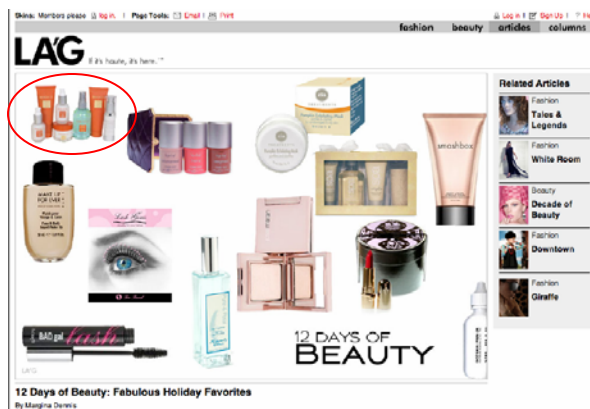 Skins: Members please log in. | Page Tools: Email | Print
Log in | Sign Up |
fashion beauty articles columns
LA'G if it's haute, it's here.™
Related Articles
Fashion
Tales &
Legends
Fashion
White Room
Beauty
Decade of
Beauty
Fashion
Downtown
Fashion
Giraffe
smashbox
MAKE UP
FOR EVER
BAD gal
lash
12 DAYS OF
BEAUTY
LA'G
12 Days of Beauty: Fabulous Holiday Favorites
By Margina Dennis